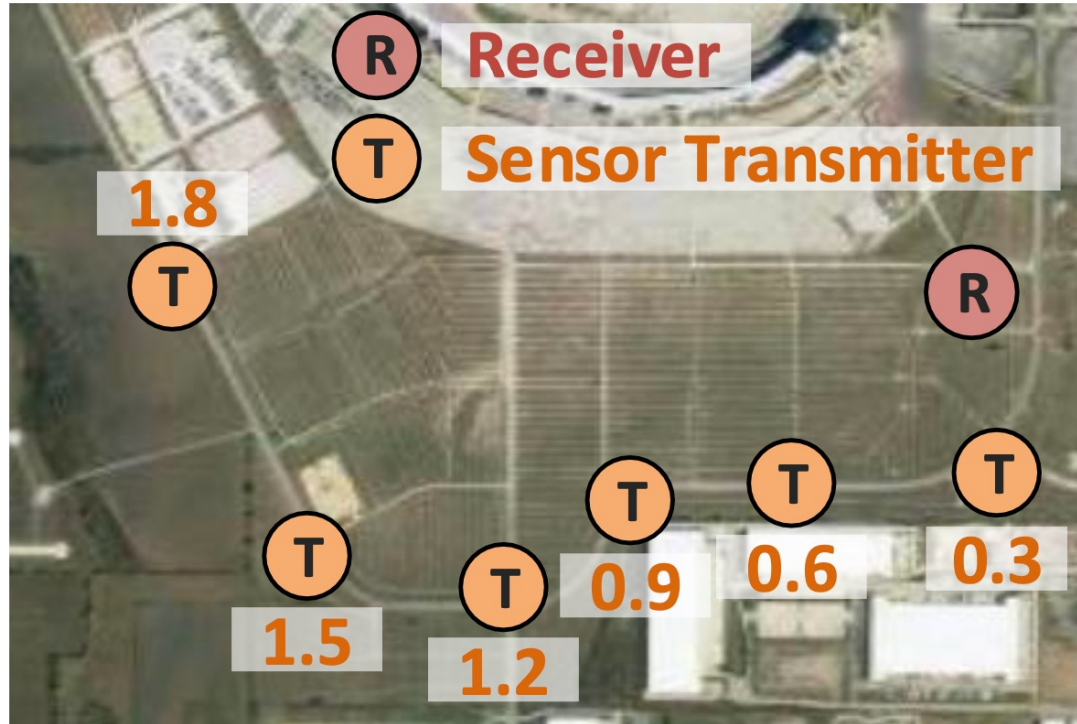 R Receiver
T Sensor Transmitter
1.8
T
R
T
T
T
0.9
0.6
0.3
T
T
1.5
1.2